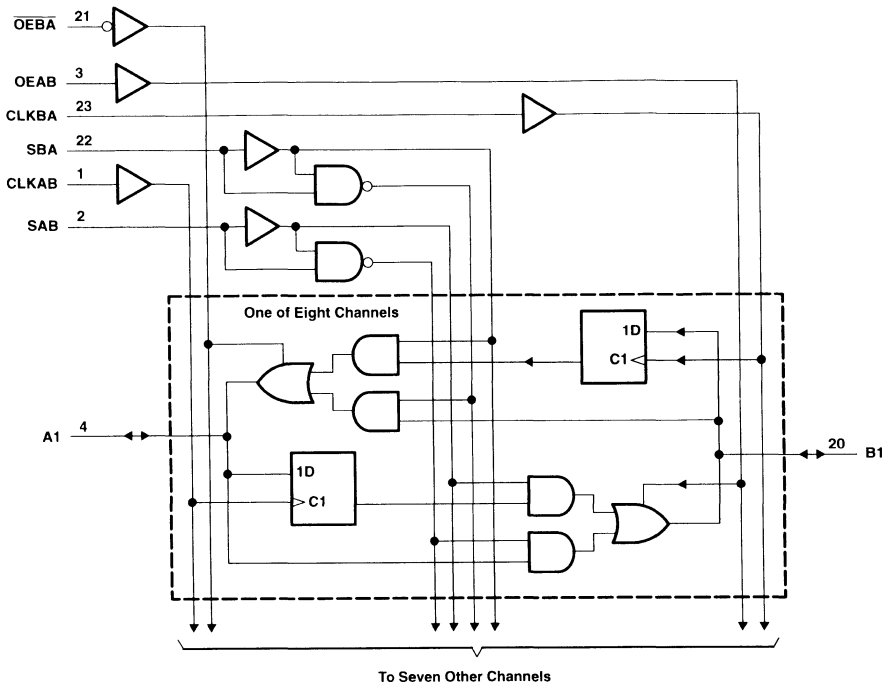 OEBA 21
OEAB 3
CLKBA 23
SBA 22
CLKAB 1
SAB 2
One of Eight Channels
1D
C1
A1 4
20 B1
1D
C1
To Seven Other Channels